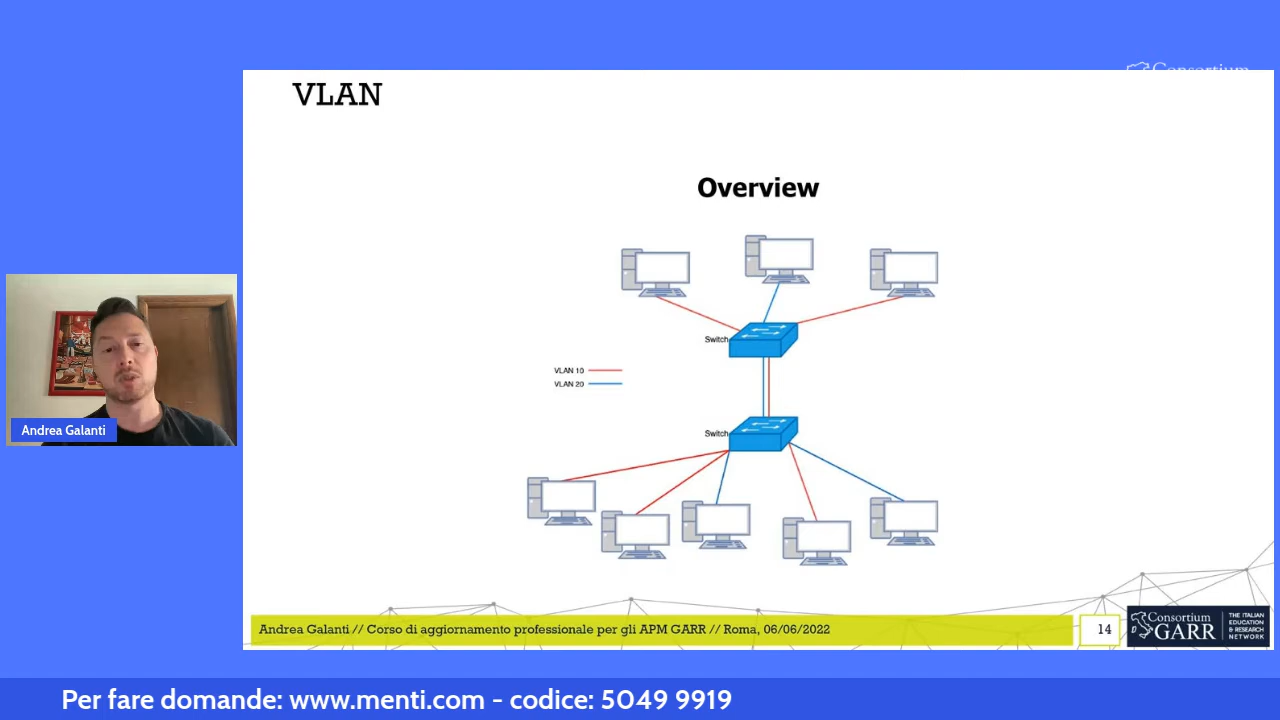 Consortium
VLAN
Overview
Switch
VLAN 10
VLAN 20
Switch
Andrea Galanti
Andrea Galanti // Corso di aggiornamento professionale per gli APM GARR // Roma, 06/06/2022
14
Consortium
GARR
THE ITALIAN
EDUCATION
& RESEARCH
NETWORK
Per fare domande: www.menti.com - codice: 5049 9919